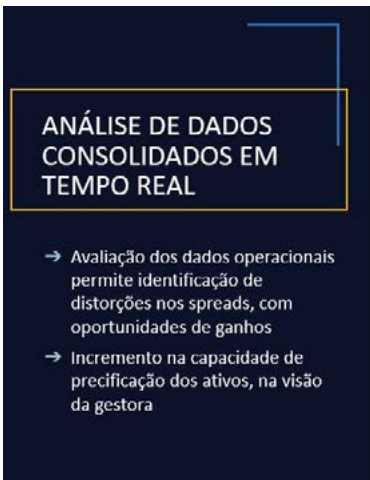 ANÁLISE DE DADOS
CONSOLIDADOS EM
TEMPO REAL
→ Avaliação dos dados operacionais
permite identificação de
distorções nos spreads, com
oportunidades de ganhos
→ Incremento na capacidade de
precificação dos ativos, na visão
da gestora